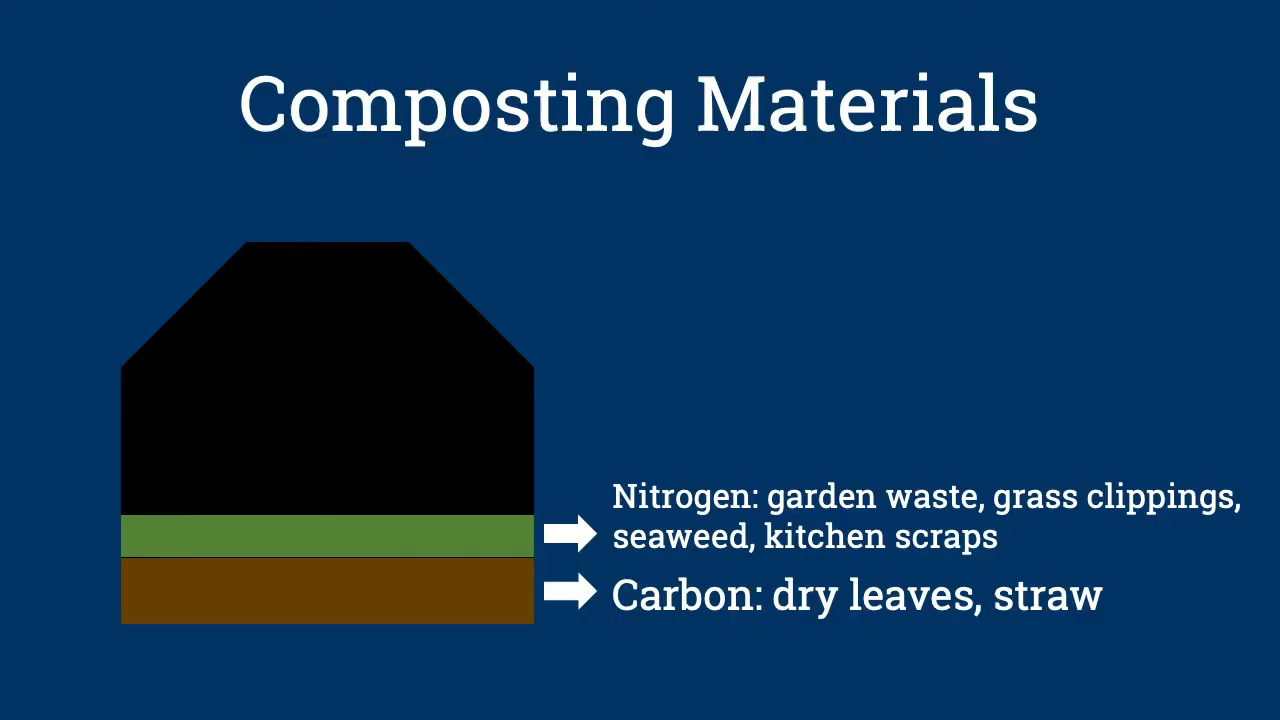 Composting Materials
Nitrogen: garden waste, grass clippings,
seaweed, kitchen scraps
Carbon: dry leaves, straw